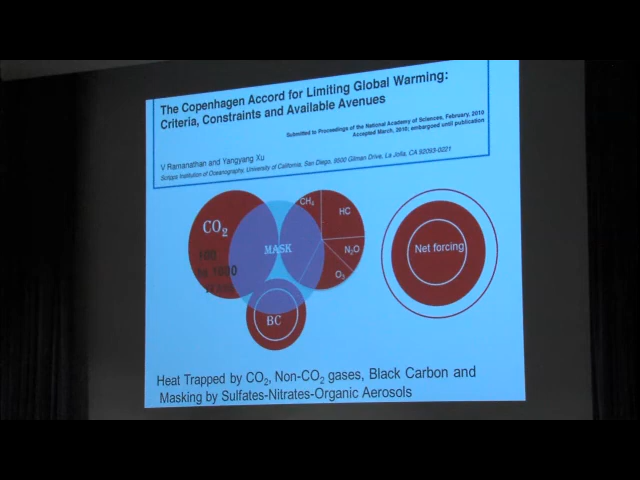 The Copenhagen Accord for Limiting Global Warming:
Criteria, Constraints and Available Avenues
Submitted to Proceedings of the National Academy of Sciences, February, 2010
Accepted March, 2010; embargoed until publication
V Ramanathan and Yangyang Xu
Scripps Institution of Oceanography, University of California, San Diego, 9500 Gilman Drive, La Jolla, CA 92093-0221
CO₂
100
to 1000
MASK
CH₄
HC
N₂O
O₃
BC
Net forcing
Heat Trapped by CO₂, Non-CO₂ gases, Black Carbon and
Masking by Sulfates-Nitrates-Organic Aerosols